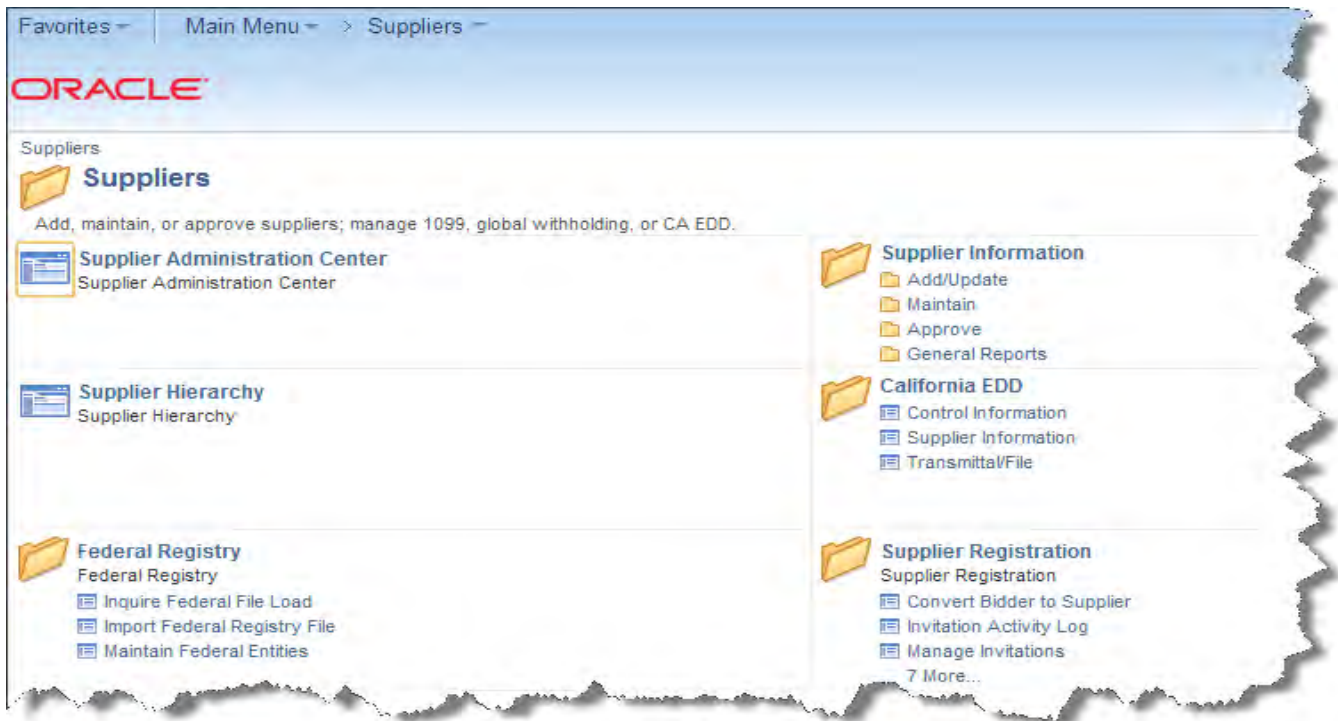 Favorites Main Menu > Suppliers
ORACLE
Suppliers
Suppliers
Add, maintain, or approve suppliers; manage 1099, global withholding, or CA EDD.
Supplier Administration Center
Supplier Administration Center
Supplier Information
Add/Update
Maintain
Approve
General Reports
Supplier Hierarchy
Supplier Hierarchy
California EDD
Control Information
Supplier Information
Transmittal/File
Federal Registry
Federal Registry
Inquire Federal File Load
Import Federal Registry File
Maintain Federal Entities
Supplier Registration
Supplier Registration
Convert Bidder to Supplier
Invitation Activity Log
Manage Invitations
7 More...